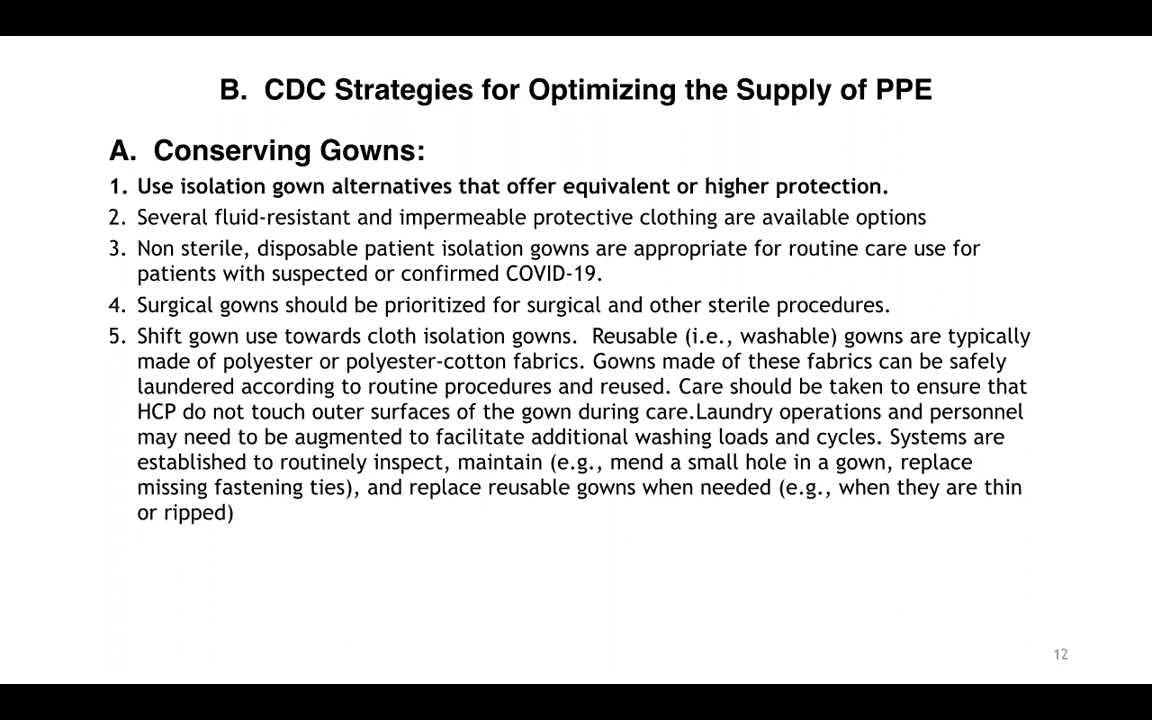 B. CDC Strategies for Optimizing the Supply of PPE
A. Conserving Gowns:
1. Use isolation gown alternatives that offer equivalent or higher protection.
2. Several fluid-resistant and impermeable protective clothing are available options
3. Non sterile, disposable patient isolation gowns are appropriate for routine care use for
patients with suspected or confirmed COVID-19.
4. Surgical gowns should be prioritized for surgical and other sterile procedures.
5. Shift gown use towards cloth isolation gowns. Reusable (i.e., washable) gowns are typically
made of polyester or polyester-cotton fabrics. Gowns made of these fabrics can be safely
laundered according to routine procedures and reused. Care should be taken to ensure that
HCP do not touch outer surfaces of the gown during care.Laundry operations and personnel
may need to be augmented to facilitate additional washing loads and cycles. Systems are
established to routinely inspect, maintain (e.g., mend a small hole in a gown, replace
missing fastening ties), and replace reusable gowns when needed (e.g., when they are thin
or ripped)
12